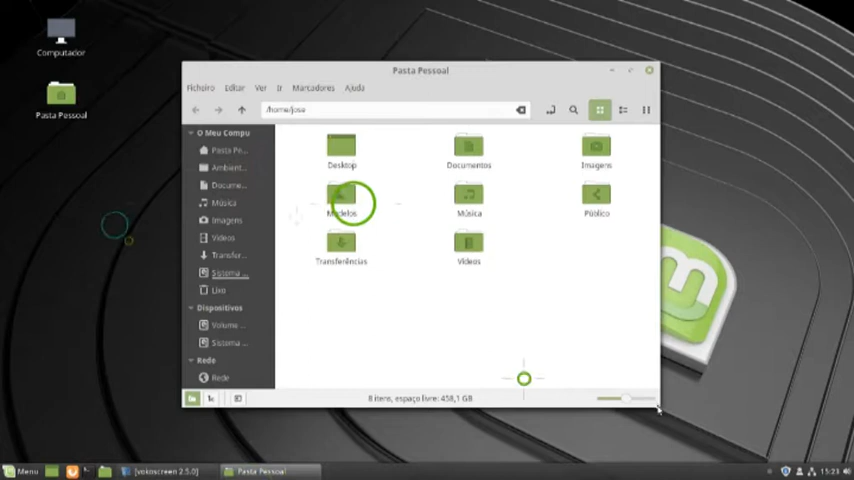 Computador
Pasta Pessoal
Pasta Pessoal
Ficheiro Editar Ver Ir Marcadores Ajuda
/home/jose
O Meu Compu
Pasta Pe...
Ambient...
Docume...
Música
Imagens
Vídeos
Transfer...
Sistema ...
Lixo
Dispositivos
Volume ...
Sistema ...
Rede
Rede
Desktop
Documentos
Imagens
Modelos
Música
Público
Transferências
Vídeos
8 itens, espaço livre: 458,1 GB
Menu
[vokoscreen 2.5.0]
Pasta Pessoal
15:23